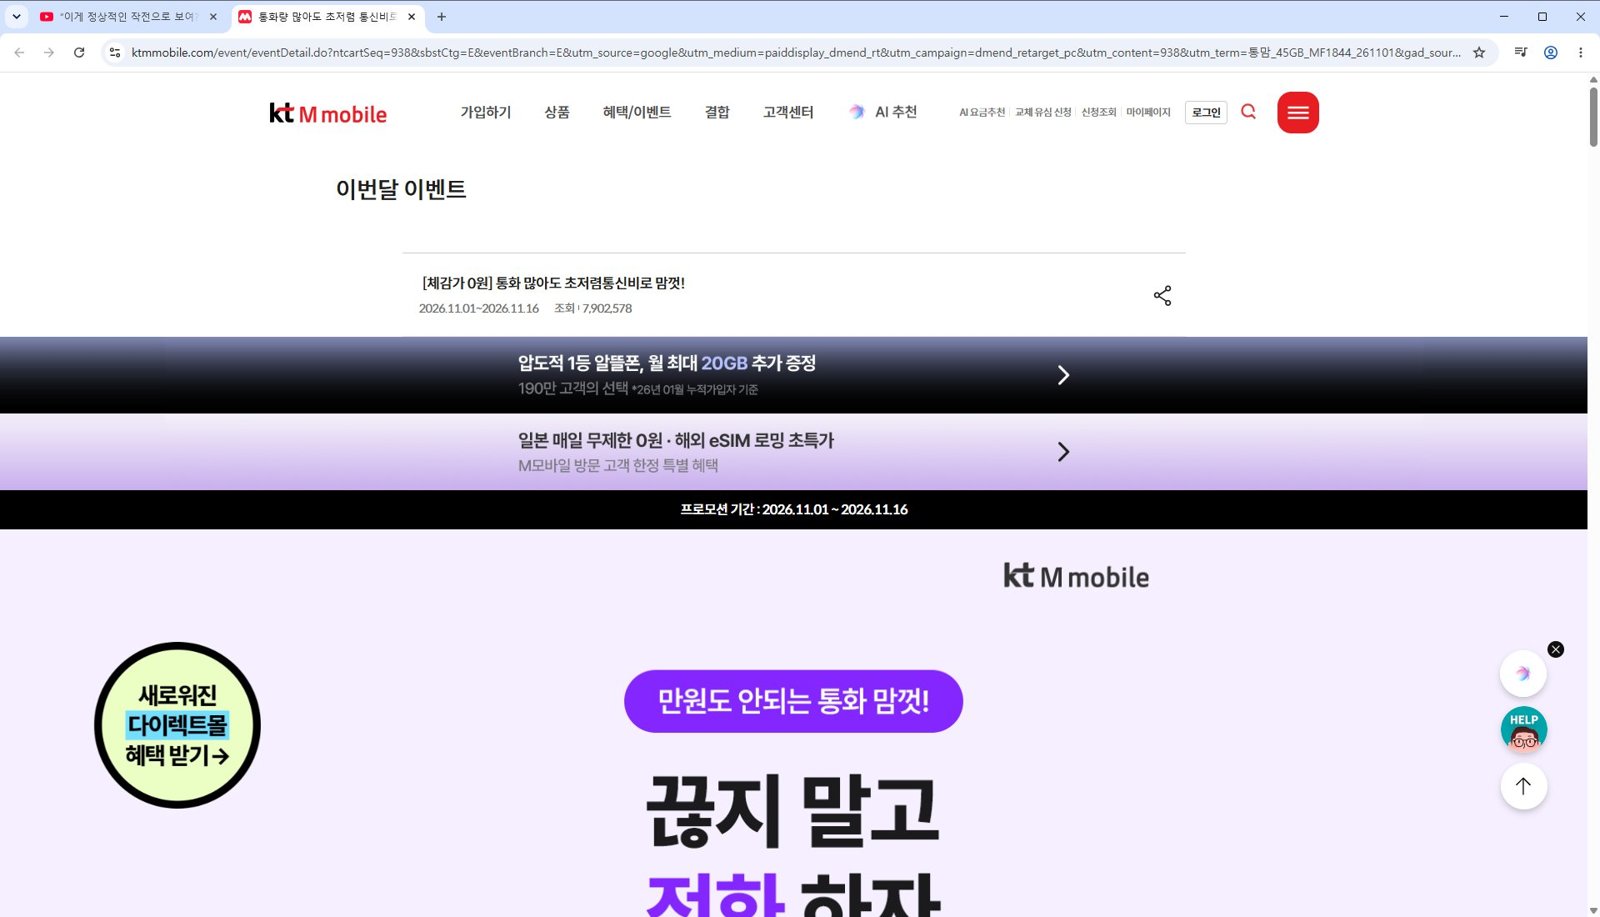 "이게 정상적인 작전으로 보여?
통화량 많아도 초저렴 통신비로
ktmmobile.com/event/eventDetail.do?ntcartSeq=938&sbstCtg=E&eventBranch=E&utm_source=google&utm_medium=paiddisplay_dmend_rt&utm_campaign=dmend_retarget_pc&utm_content=938&utm_term=통맘_45GB_MF1844_261101&gad_sour...
kt M mobile 가입하기 상품 혜택/이벤트 결합 고객센터 AI 추천 AI 요금추천 교체 유심 신청 신청조회 마이페이지 로그인
이번달 이벤트
[체감가 0원] 통화 많아도 초저렴통신비로 맘껏!
2026.11.01~2026.11.16 조회 7,902,578
압도적 1등 알뜰폰, 월 최대 20GB 추가 증정
190만 고객의 선택 *26년 01월 누적가입자 기준
일본 매일 무제한 0원 · 해외 eSIM 로밍 초특가
M모바일 방문 고객 한정 특별 혜택
프로모션 기간 : 2026.11.01 ~ 2026.11.16
kt M mobile
새로워진
다이렉트몰
혜택 받기→
만원도 안되는 통화 맘껏!
끊지 말고
전화 하자
HELP